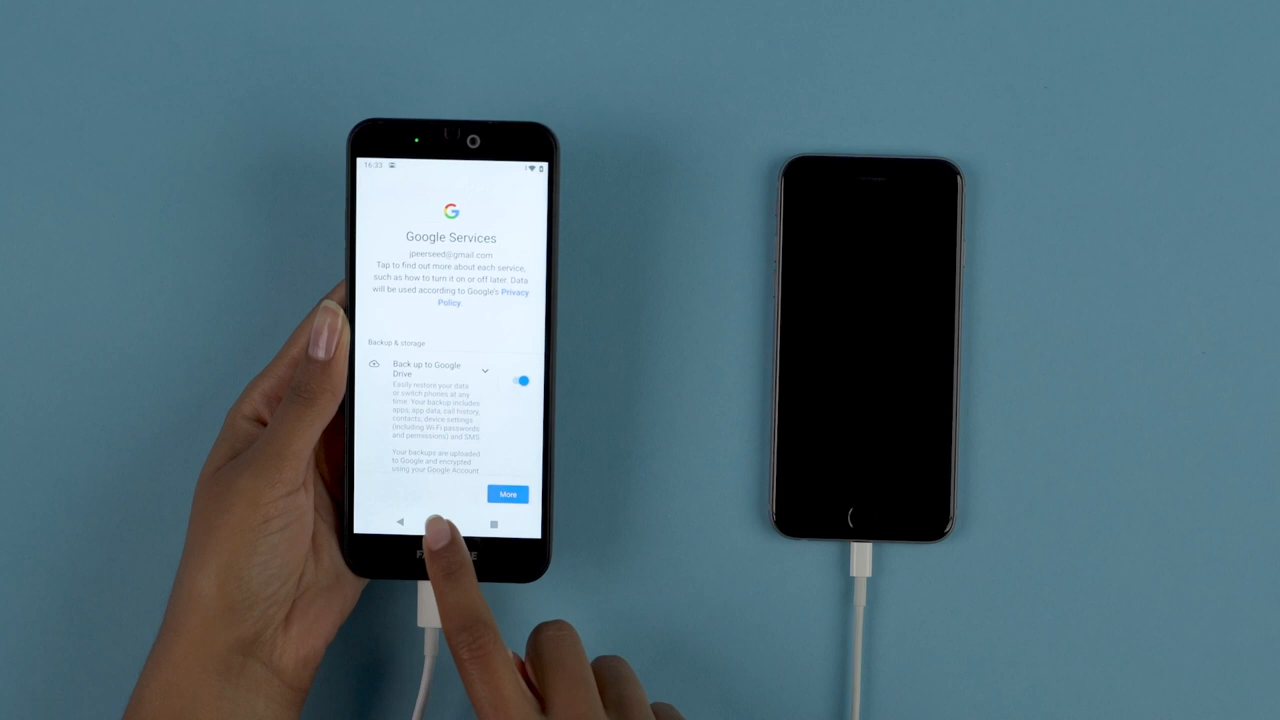 16:33
G
Google Services
jpeerseed@gmail.com
Tap to find out more about each service,
such as how to turn it on or off later. Data
will be used according to Google's Privacy
Policy.
Backup & storage
Back up to Google
Drive
Easily restore your data
or switch phones at any
time. Your backup includes
apps, app data, call history,
contacts, device settings
(including Wi-Fi passwords
and permissions) and SMS.
Your backups are uploaded
to Google and encrypted
using your Google Account
More